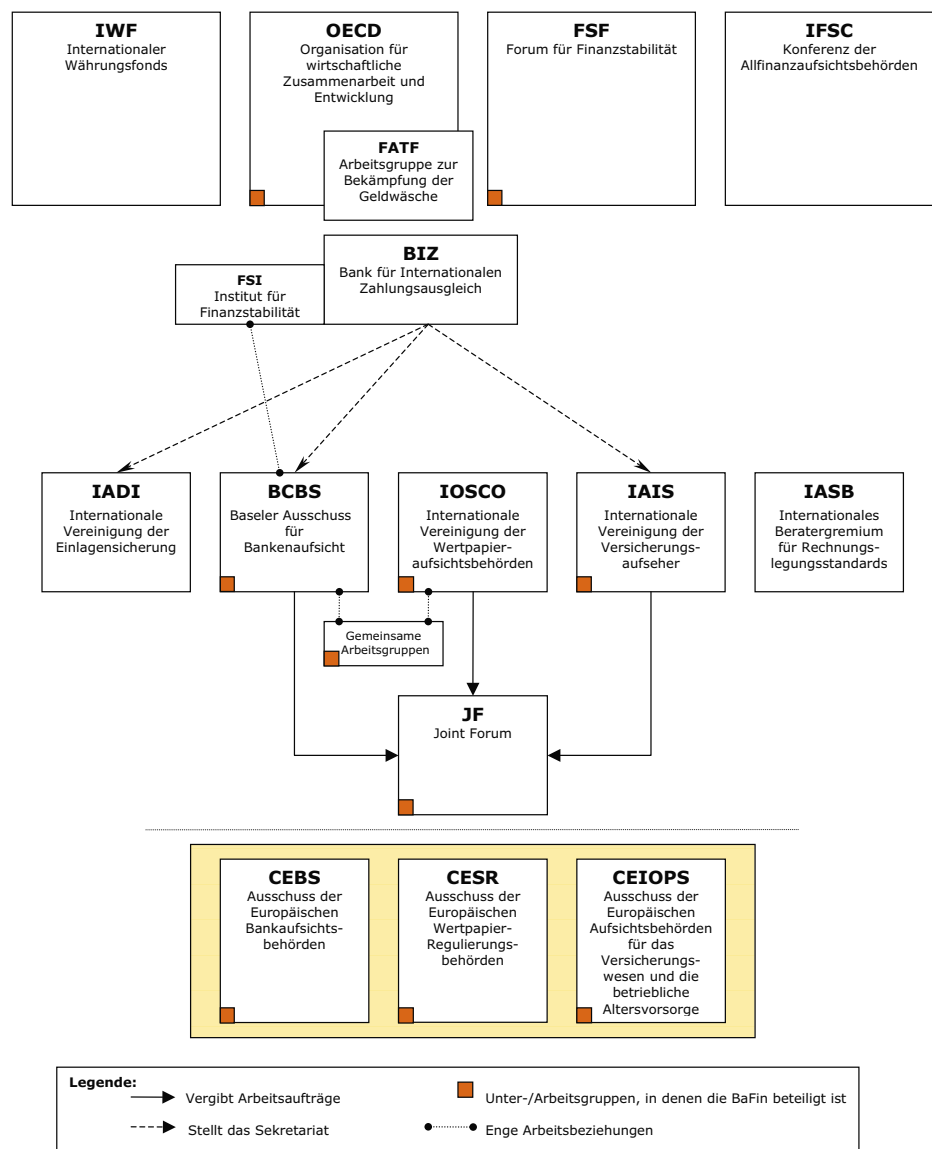 IWF
Internationaler
Währungsfonds
OECD
Organisation für
wirtschaftliche
Zusammenarbeit und
Entwicklung
FSF
Forum für Finanzstabilität
IFSC
Konferenz der
Allfinanzaufsichtsbehörden
FATF
Arbeitsgruppe zur
Bekämpfung der
Geldwäsche
BIZ
Bank für Internationalen
Zahlungsausgleich
FSI
Institut für
Finanzstabilität
IADI
Internationale
Vereinigung der
Einlagensicherung
BCBS
Baseler Ausschuss
für
Bankenaufsicht
IOSCO
Internationale
Vereinigung der
Wertpapier-
aufsichtsbehörden
IAIS
Internationale
Vereinigung der
Versicherungs-
aufseher
IASB
Internationales
Beratergremium
für Rechnungs-
legungsstandards
Gemeinsame
Arbeitsgruppen
JF
Joint Forum
CEBS
Ausschuss der
Europäischen
Bankaufsichts-
behörden
CESR
Ausschuss der
Europäischen
Wertpapier-
Regulierungs-
behörden
CEIOPS
Ausschuss der
Europäischen
Aufsichtsbehörden
für das
Versicherungs-
wesen und die
betriebliche
Altersvorsorge
Legende:
Vergibt Arbeitsaufträge
Unter-/Arbeitsgruppen, in denen die BaFin beteiligt ist
Stellt das Sekretariat
Enge Arbeitsbeziehungen